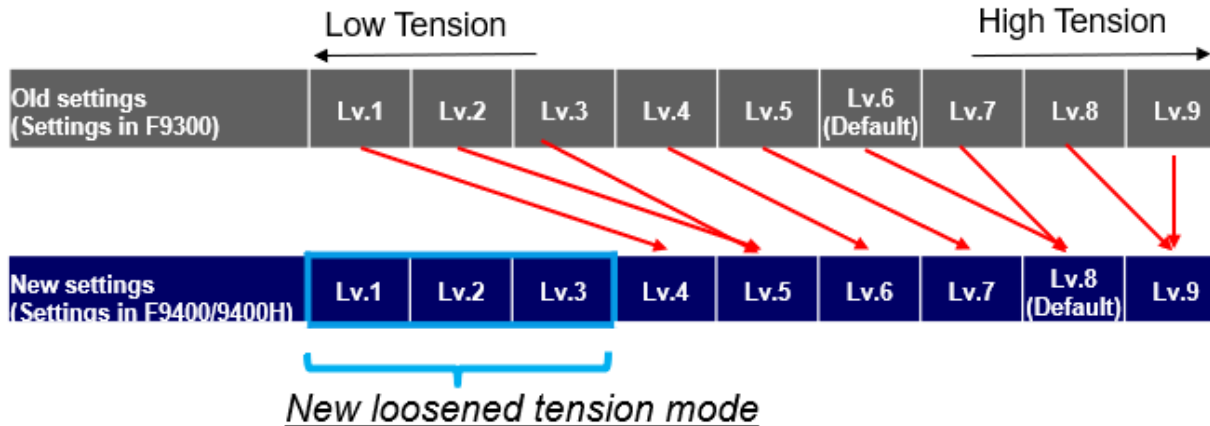 Low Tension
High Tension
Old settings
(Settings in F9300)
Lv.1
Lv.2
Lv.3
Lv.4
Lv.5
Lv.6
(Default)
Lv.7
Lv.8
Lv.9
New settings
(Settings in F9400/9400H)
Lv.1
Lv.2
Lv.3
Lv.4
Lv.5
Lv.6
Lv.7
Lv.8
(Default)
Lv.9
New loosened tension mode